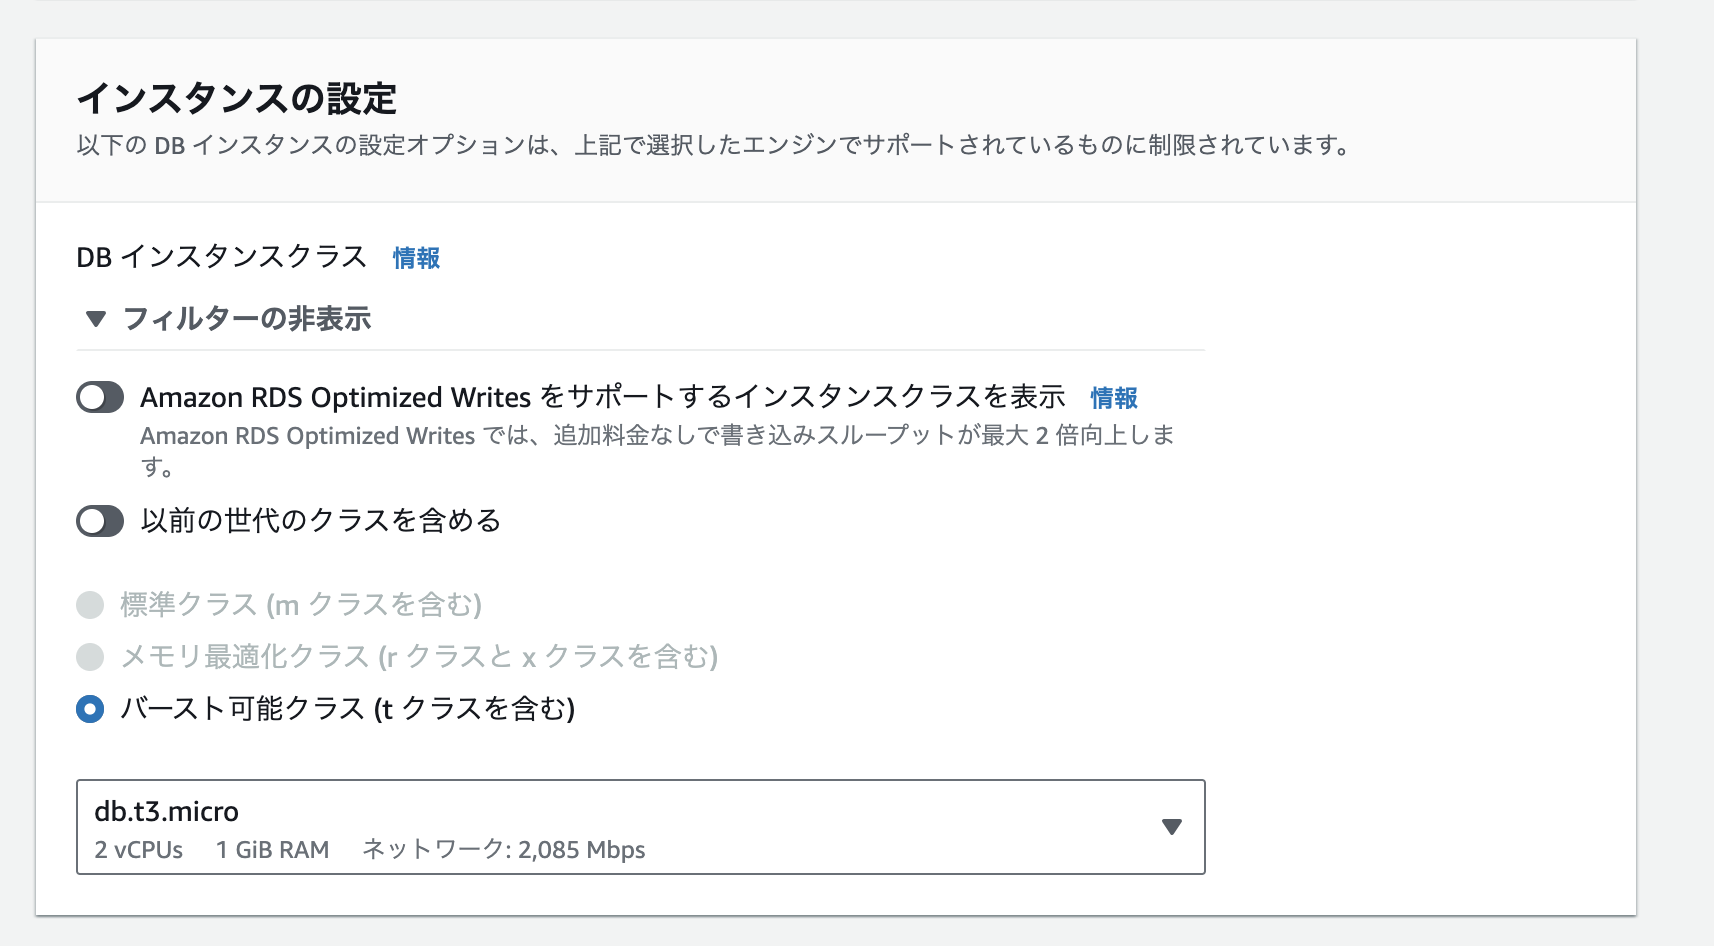 インスタンスの設定
以下の DB インスタンスの設定オプションは、上記で選択したエンジンでサポートされているものに制限されています。
DB インスタンスクラス 情報
▼ フィルターの非表示
Amazon RDS Optimized Writes をサポートするインスタンスクラスを表示 情報
Amazon RDS Optimized Writes では、追加料金なしで書き込みスループットが最大 2 倍向上しま
す。
以前の世代のクラスを含める
標準クラス (m クラスを含む)
メモリ最適化クラス (r クラスと x クラスを含む)
バースト可能クラス (t クラスを含む)
db.t3.micro
2 vCPUs 1 GiB RAM ネットワーク: 2,085 Mbps